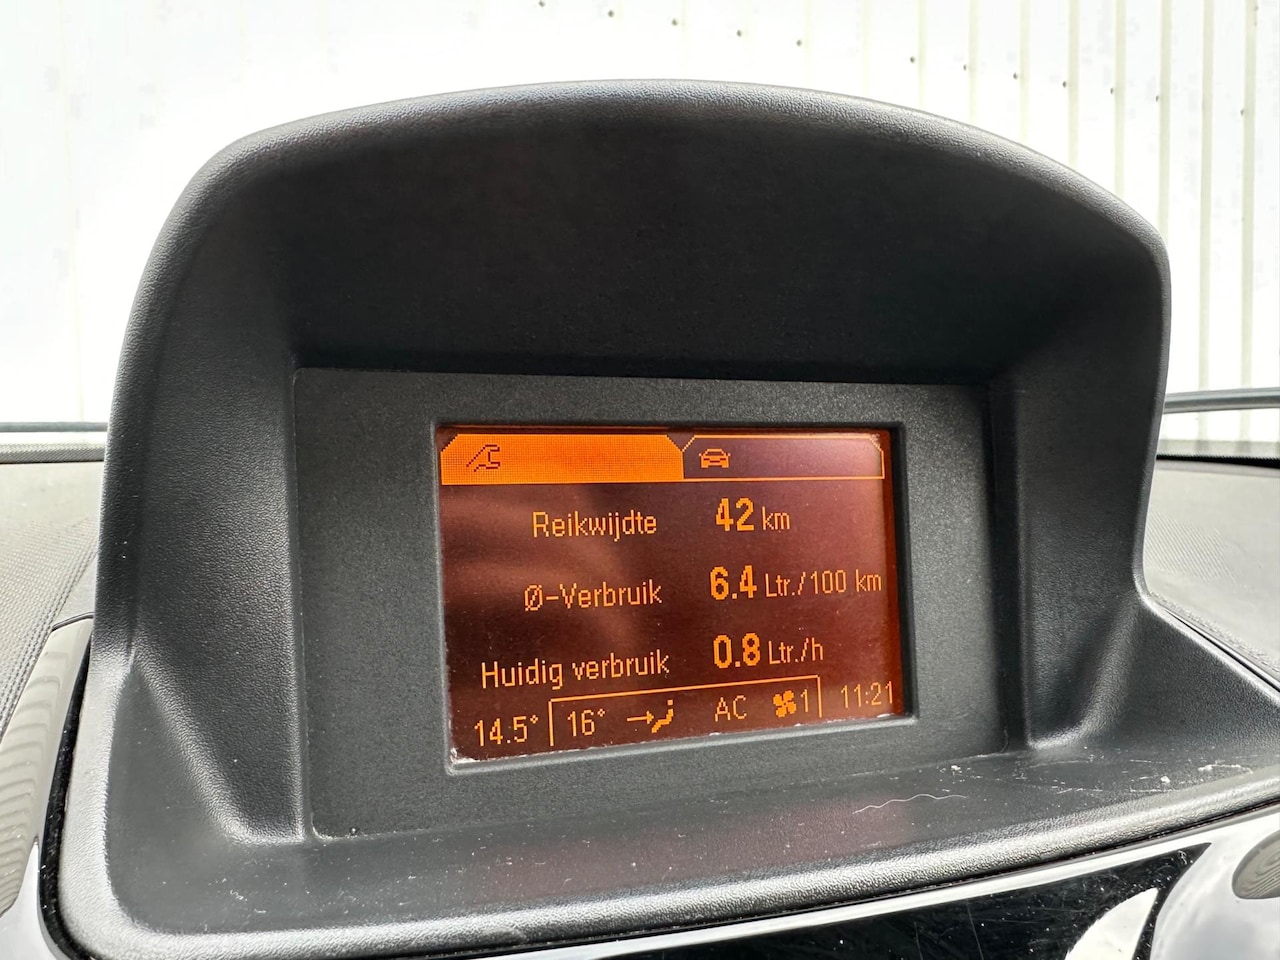 Reikwijdte 42 km
Ø-Verbruik 6.4 Ltr./100 km
Huidig verbruik 0.8 Ltr./h
14.5° 16° AC 1 11:21